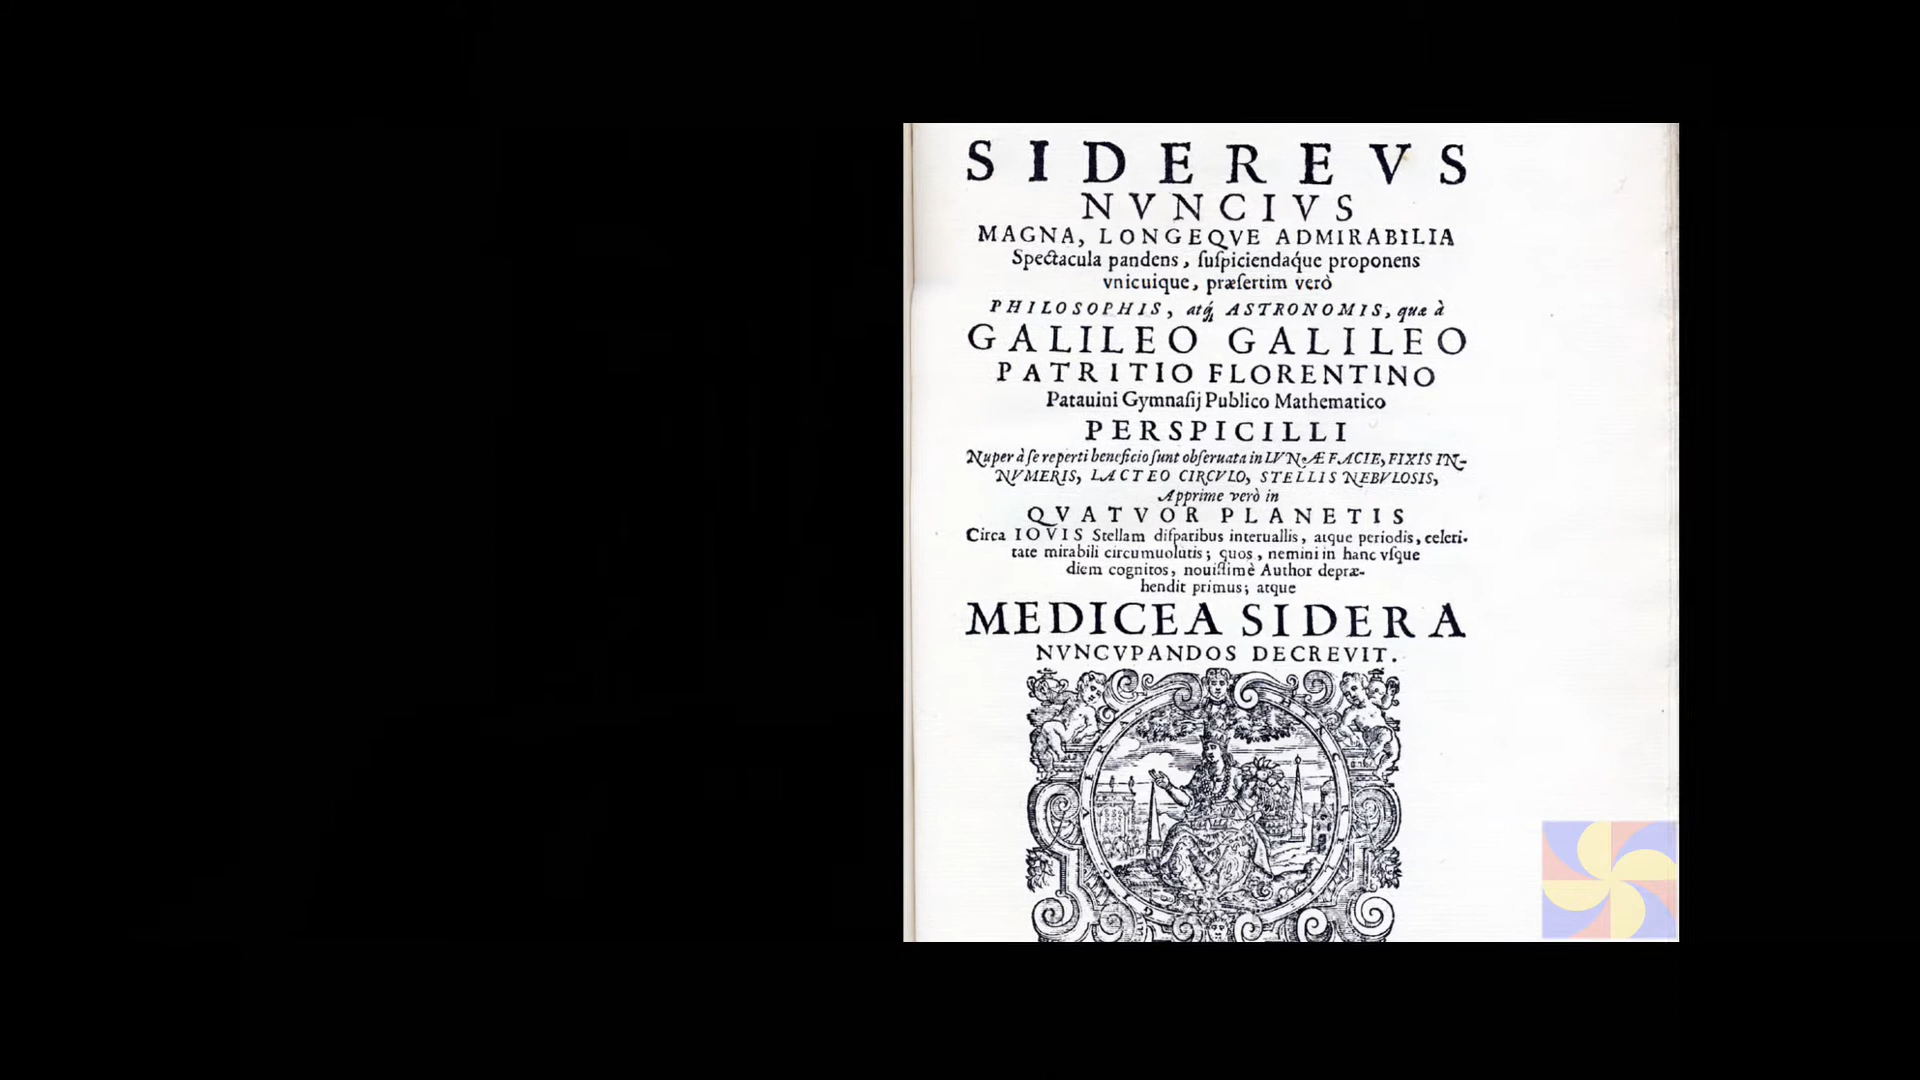 SIDEREVS
NVNCIVS
MAGNA, LONGEQVE ADMIRABILIA
Spectacula pandens, ſuſpiciendaq́ue proponens
vnicuique, præſertim verò
PHILOSOPHIS, atq́ ASTRONOMIS, quæ à
GALILEO GALILEO
PATRITIO FLORENTINO
Patauini Gymnaſij Publico Mathematico
PERSPICILLI
Nuper à ſe reperti beneficio ſunt obſeruata in LVNÆ FACIE, FIXIS IN-
NVMERIS, LACTEO CIRCVLO, STELLIS NEBVLOSIS,
Apprime verò in
QVATVOR PLANETIS
Circa IOVIS Stellam diſparibus interuallis, atque periodis, celeri-
tate mirabili circumuolutis; quos, nemini in hanc vſque
diem cognitos, nouiſſimè Author depræ-
hendit primus; atque
MEDICEA SIDERA
NVNCVPANDOS DECREVIT.